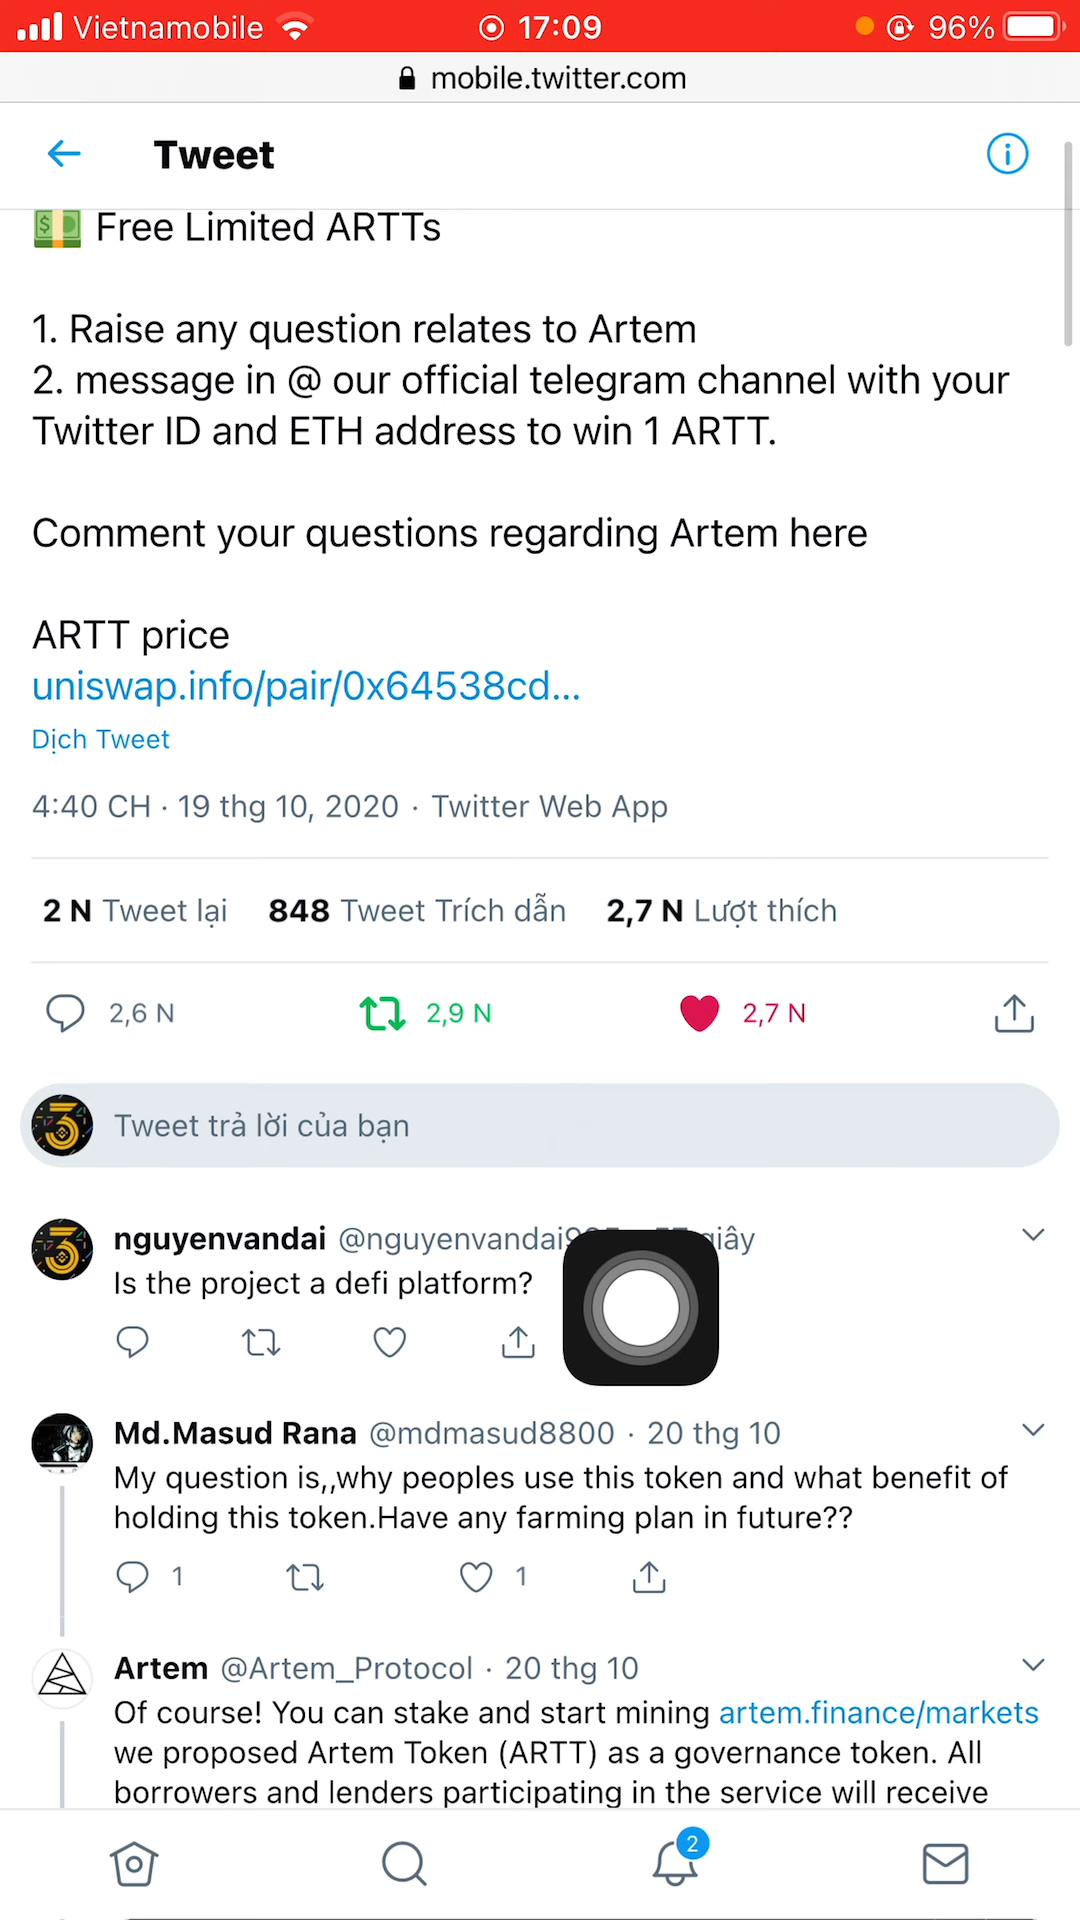 Vietnamobile 17:09 96%
mobile.twitter.com
Tweet
Free Limited ARTTs
1. Raise any question relates to Artem
2. message in @ our official telegram channel with your
Twitter ID and ETH address to win 1 ARTT.
Comment your questions regarding Artem here
ARTT price
uniswap.info/pair/0x64538cd...
Dịch Tweet
4:40 CH · 19 thg 10, 2020 · Twitter Web App
2 N Tweet lại 848 Tweet Trích dẫn 2,7 N Lượt thích
2,6 N 2,9 N 2,7 N
Tweet trả lời của bạn
nguyenvandai giây
Is the project a defi platform?
Md.Masud Rana @mdmasud8800 · 20 thg 10
My question is,,why peoples use this token and what benefit of
holding this token.Have any farming plan in future??
1 1
Artem @Artem_Protocol · 20 thg 10
Of course! You can stake and start mining artem.finance/markets
we proposed Artem Token (ARTT) as a governance token. All
borrowers and lenders participating in the service will receive
2